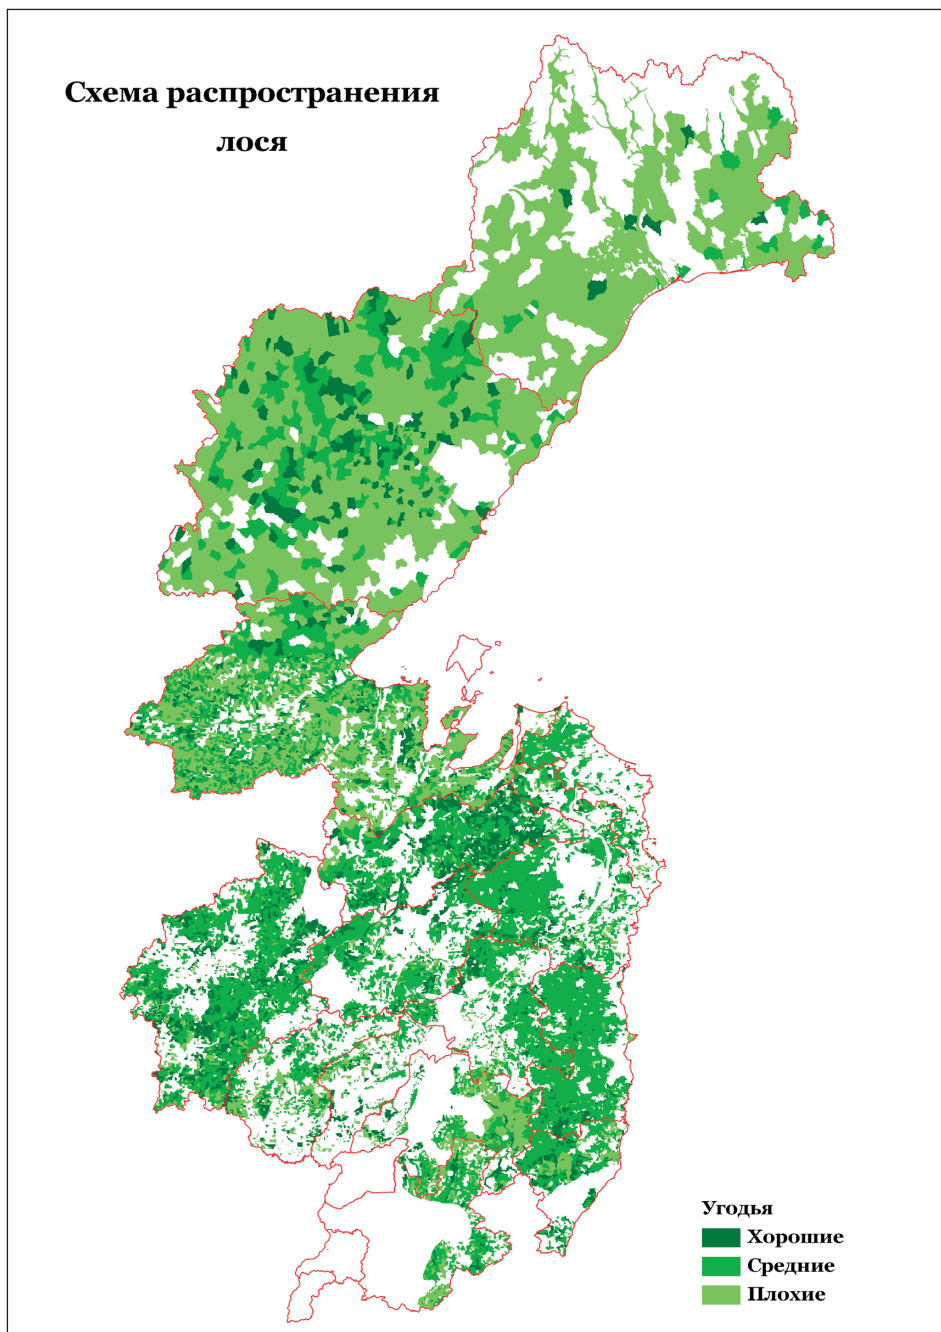 Схема распространения
лося
Угодья
Хорошие
Средние
Плохие